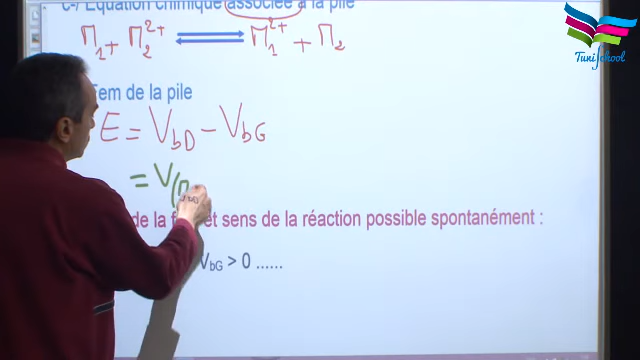 c-/ Equation chimique associée à la pile
M₁ + M₂²⁺ ⇌ M₁²⁺ + M₂
Fem de la pile
E = VbD − VbG
= V(M
de la f et sens de la réaction possible spontanément :
VbG > 0 ......
TuniSchool